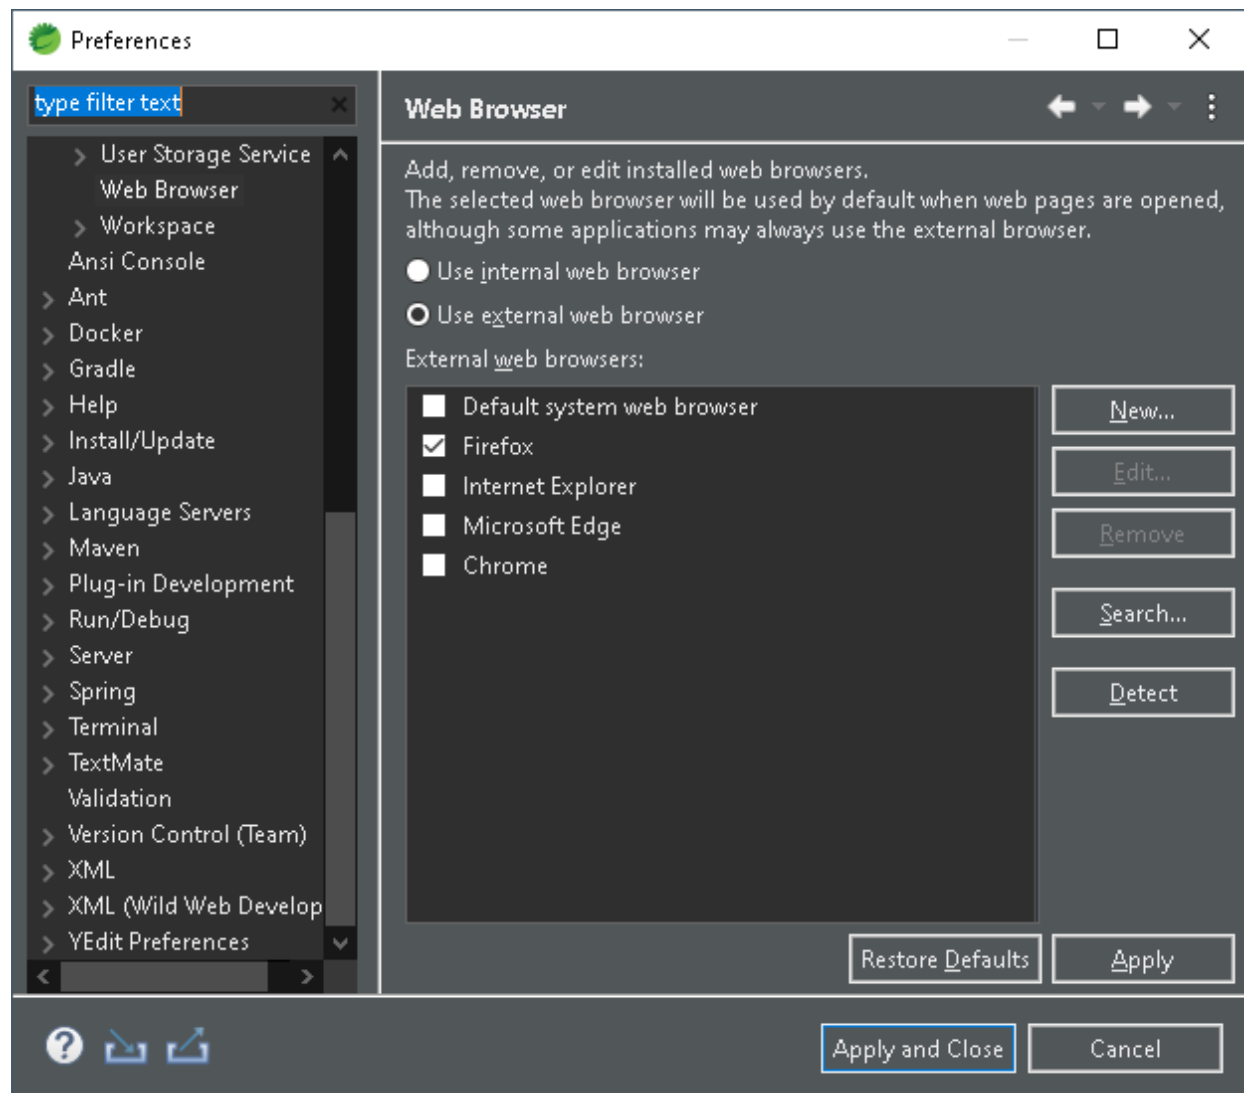 Preferences
type filter text
User Storage Service
Web Browser
Workspace
Ansi Console
Ant
Docker
Gradle
Help
Install/Update
Java
Language Servers
Maven
Plug-in Development
Run/Debug
Server
Spring
Terminal
TextMate
Validation
Version Control (Team)
XML
XML (Wild Web Develop
YEdit Preferences
Web Browser
Add, remove, or edit installed web browsers.
The selected web browser will be used by default when web pages are opened,
although some applications may always use the external browser.
Use internal web browser
Use external web browser
External web browsers:
Default system web browser
Firefox
Internet Explorer
Microsoft Edge
Chrome
New...
Edit...
Remove
Search...
Detect
Restore Defaults
Apply
Apply and Close
Cancel